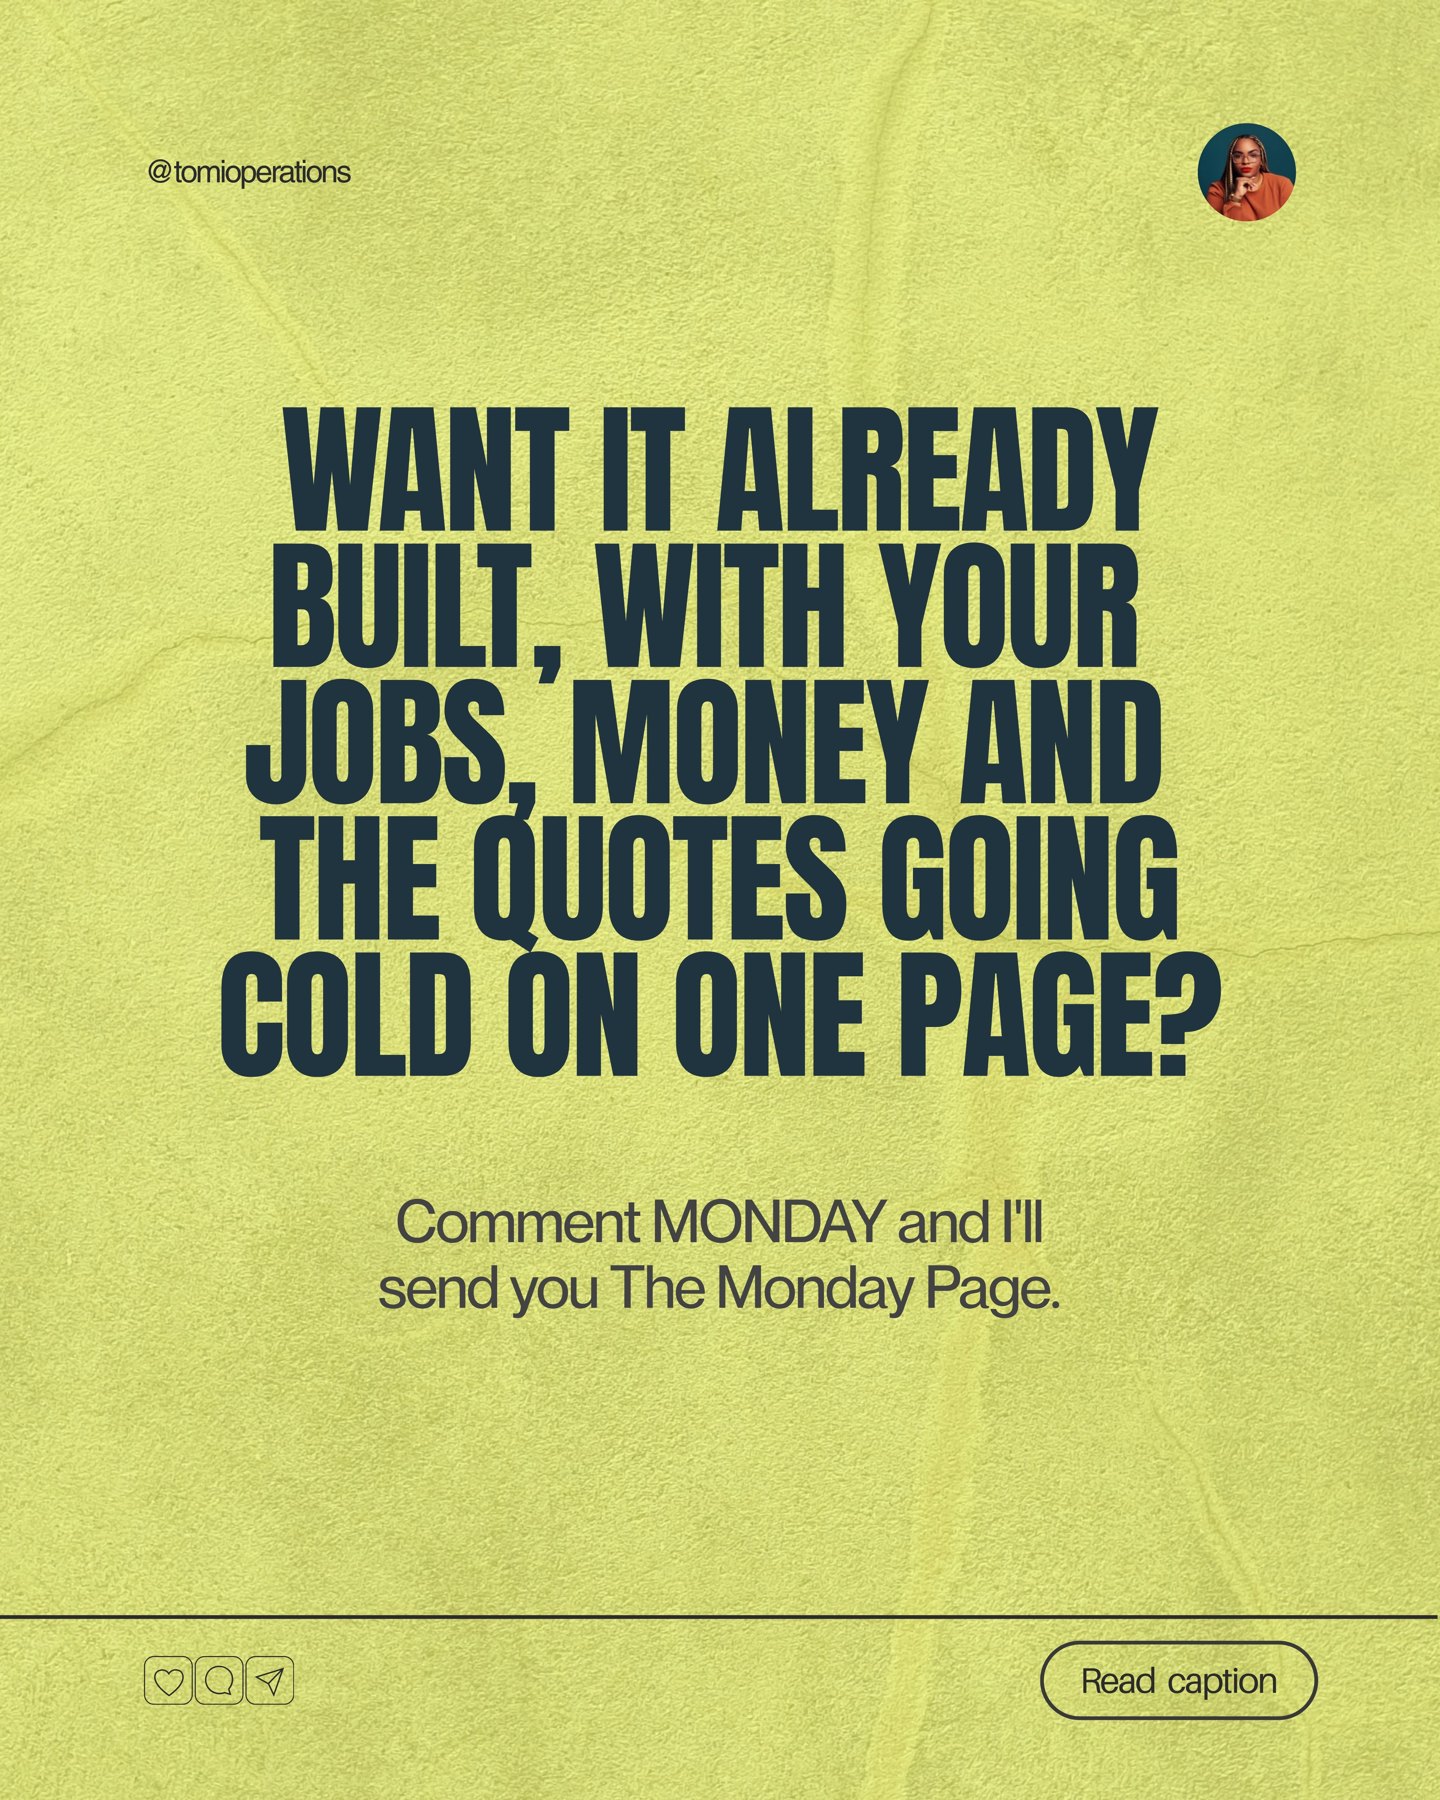 @tomioperations
WANT IT ALREADY
BUILT, WITH YOUR
JOBS, MONEY AND
THE QUOTES GOING
COLD ON ONE PAGE?
Comment MONDAY and I'll
send you The Monday Page.
Read caption